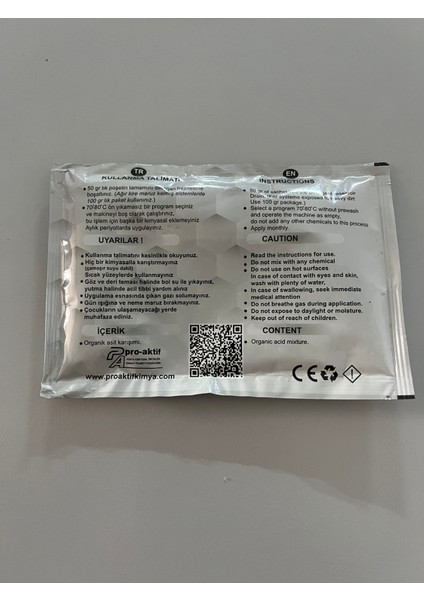 TR
KULLANMA TALİMATI
50 gr lık poşetin tamamını
boşaltınız. (Ağır kire maruz kalmış sistemlerde
100 gr lık paket kullanınız.)
70'80°C ön yıkamasız bir program seçiniz
ve makineyi boş olarak çalıştırınız,
bu işlem için başka bir kimyasal eklemeyiniz
Aylık periyotlarda uygulayınız
UYARILAR !
Kullanma talimatını kesinlikle okuyunuz.
Hiç bir kimyasalla karıştırmayınız
(çamaşır suyu dahil)
Sıcak yüzeylerde kullanmayınız
Göz ve deri teması halinde bol su ile yıkayınız,
yutma halinde acil tıbbi yardım alınız
Uygulama esnasında çıkan gazı solumayınız.
Gün ışığına ve neme maruz bırakmayınız.
Çocukların ulaşamayacağı yerde
muhafaza ediniz.
İÇERİK
Organik asit karışımı.
pro-aktif
www.proaktifkimya.com
EN
INSTRUCTIONS
systems exposed to heavy dirt
Use 100 gr package.)
Select a program 70'80°C without prewash
and operate the machine as empty,
do not add any other chemicals to this process
Apply monthly.
CAUTION
Read the instructions for use.
Do not mix with any chemical
Do not use on hot surfaces
In case of contact with eyes and skin,
wash with plenty of water,
In case of swallowing, seek immediate
medical attention
Do not breathe gas during application.
Do not expose to daylight or moisture.
Keep out of reach of children.
CONTENT
Organic acid mixture.
CE